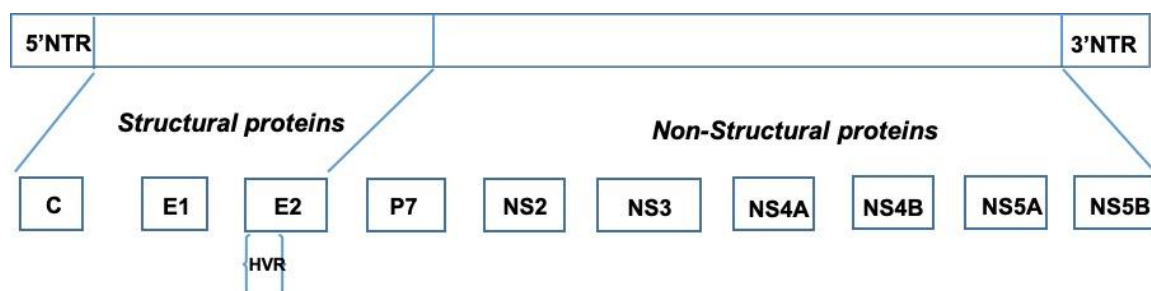 5'NTR 3'NTR
Structural proteins Non-Structural proteins
C E1 E2 P7 NS2 NS3 NS4A NS4B NS5A NS5B
HVR